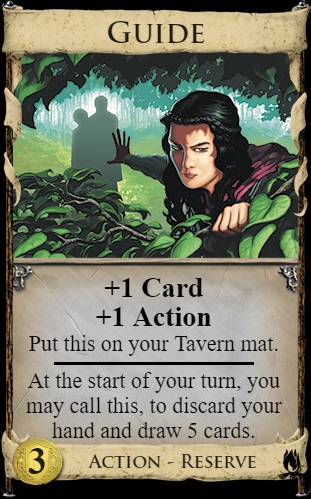 GUIDE
+1 Card
+1 Action
Put this on your Tavern mat.
At the start of your turn, you
may call this, to discard your
hand and draw 5 cards.
3
ACTION - RESERVE